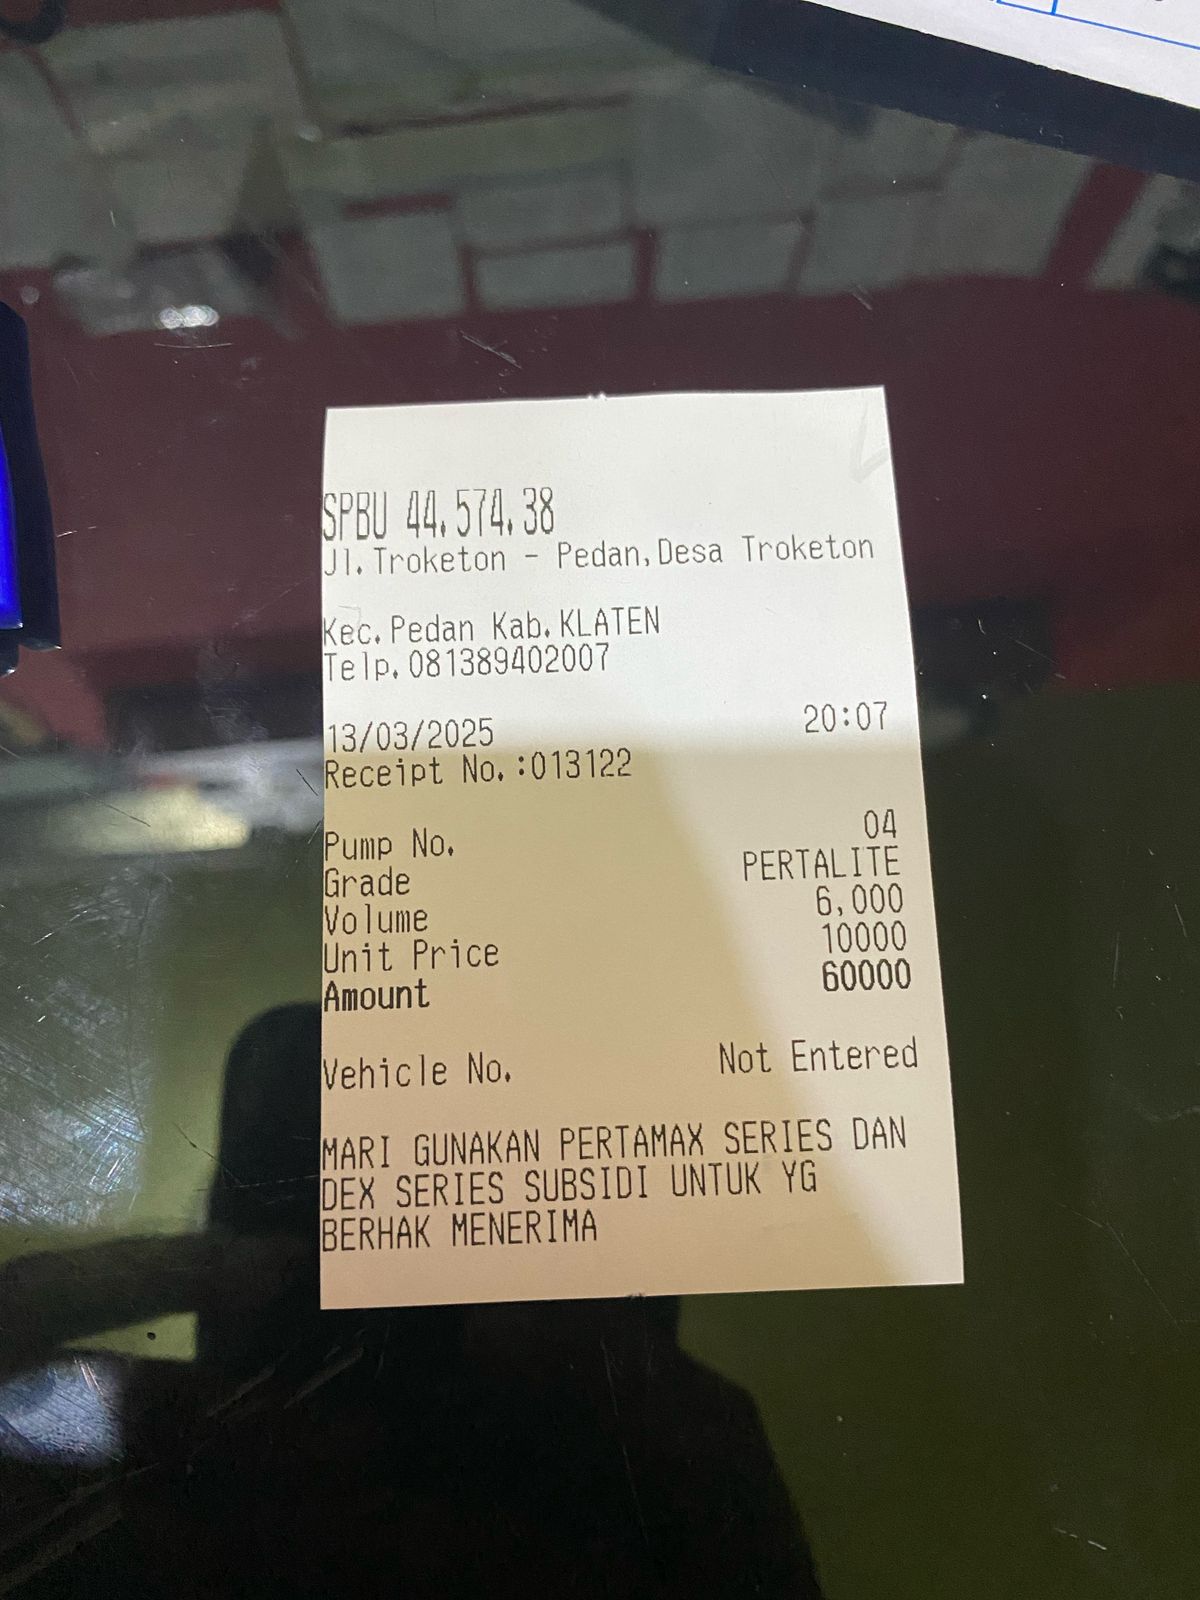 SPBU 44.574.38
Jl.Troketon - Pedan,Desa Troketon
Kec.Pedan Kab.KLATEN
Telp.081389402007
13/03/2025 20:07
Receipt No.:013122
Pump No. 04
Grade PERTALITE
Volume 6,000
Unit Price 10000
Amount 60000
Vehicle No. Not Entered
MARI GUNAKAN PERTAMAX SERIES DAN
DEX SERIES SUBSIDI UNTUK YG
BERHAK MENERIMA